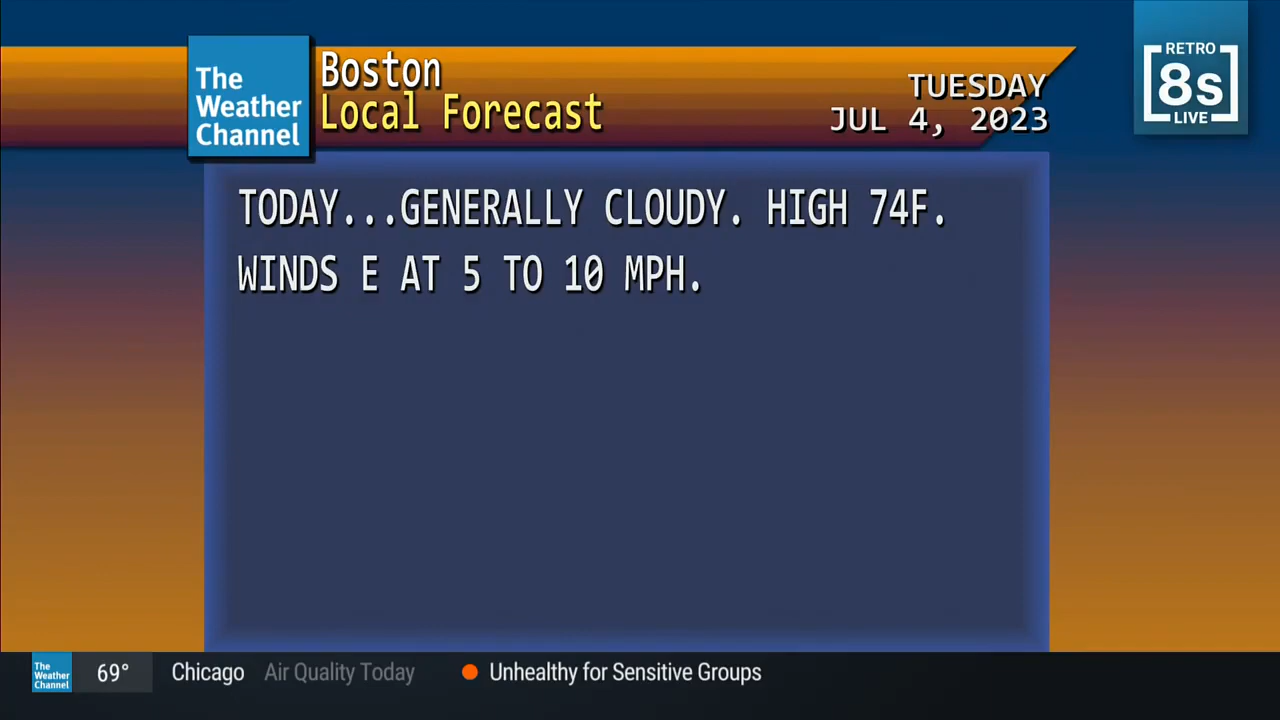 The
Weather
Channel
Boston
Local Forecast
TUESDAY
JUL 4, 2023
RETRO
8s
LIVE
TODAY...GENERALLY CLOUDY. HIGH 74F.
WINDS E AT 5 TO 10 MPH.
The
Weather
Channel
69° Chicago Air Quality Today Unhealthy for Sensitive Groups